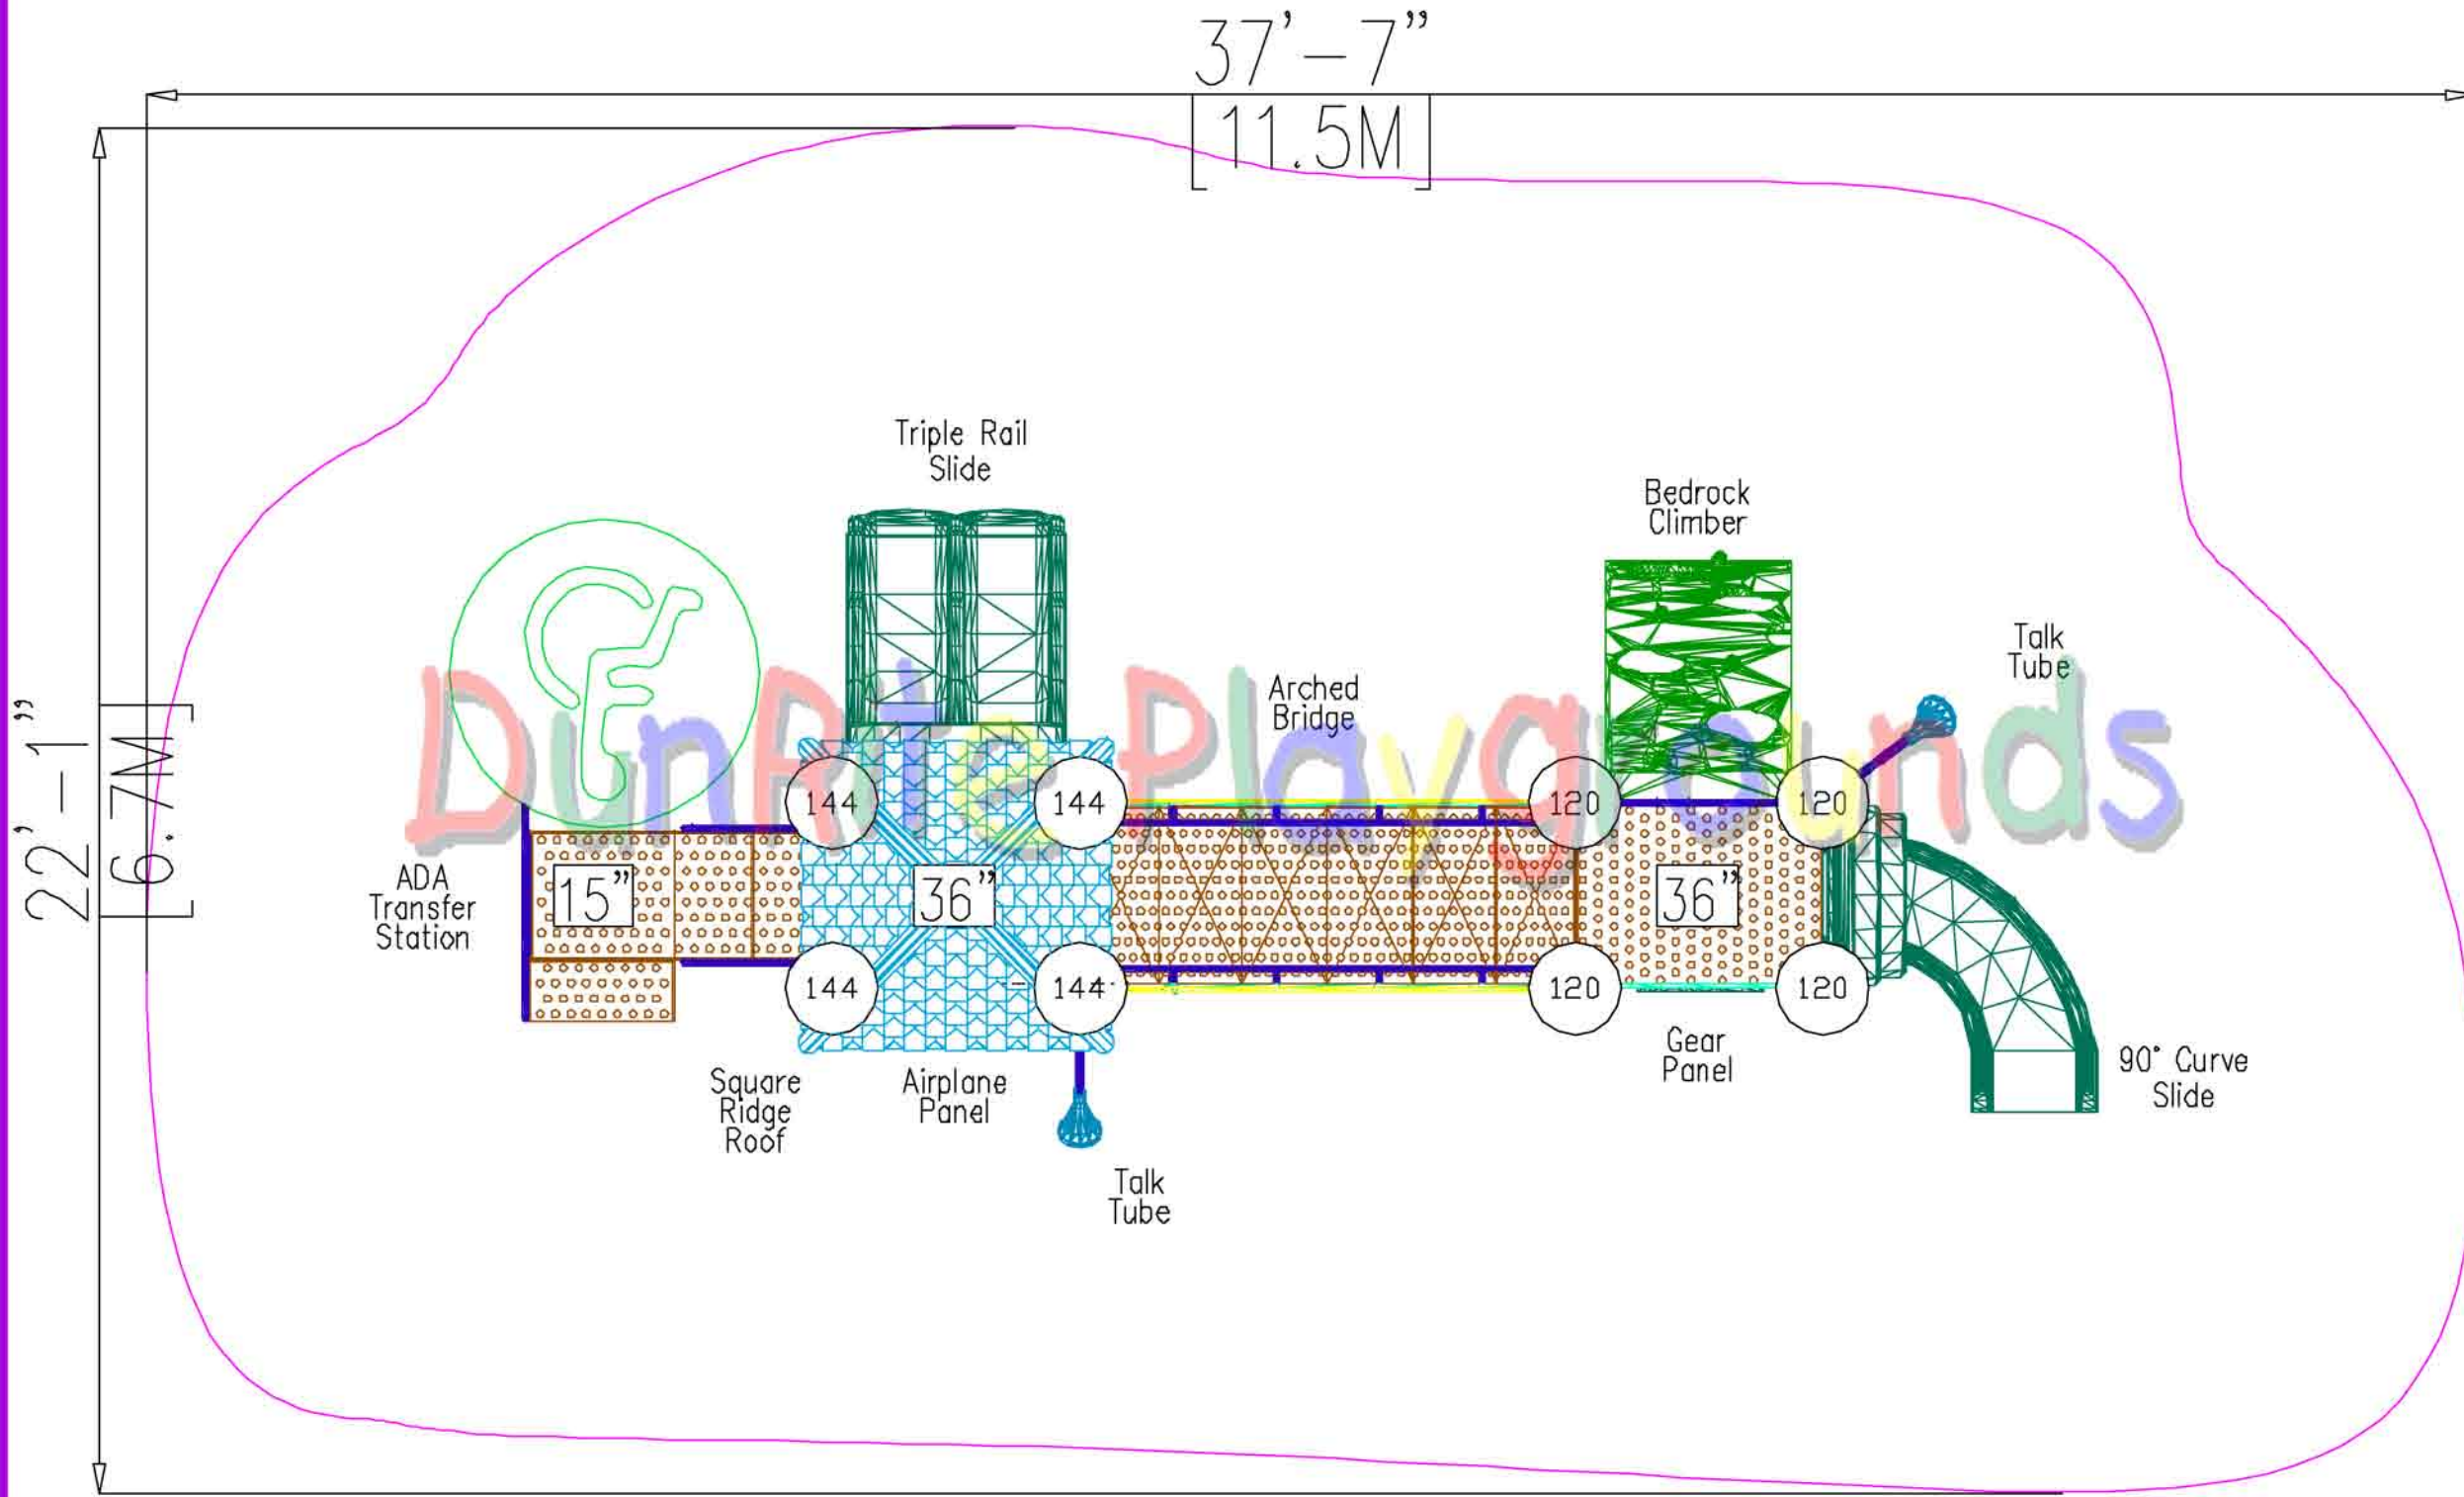 37'-7"
[11.5M]
22'-1"
[6.7M]
Triple Rail
Slide
Bedrock
Climber
Talk
Tube
Arched
Bridge
DunRite Playgrounds
144
144
120
120
ADA
Transfer
Station
15"
36"
36"
144
144
120
120
Gear
Panel
90° Curve
Slide
Square
Ridge
Roof
Airplane
Panel
Talk
Tube